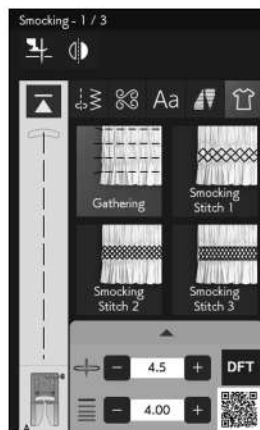 Smocking - 1 / 3
Aa
Gathering
Smocking
Stitch 1
Smocking
Stitch 2
Smocking
Stitch 3
4.5
DFT
4.00
A